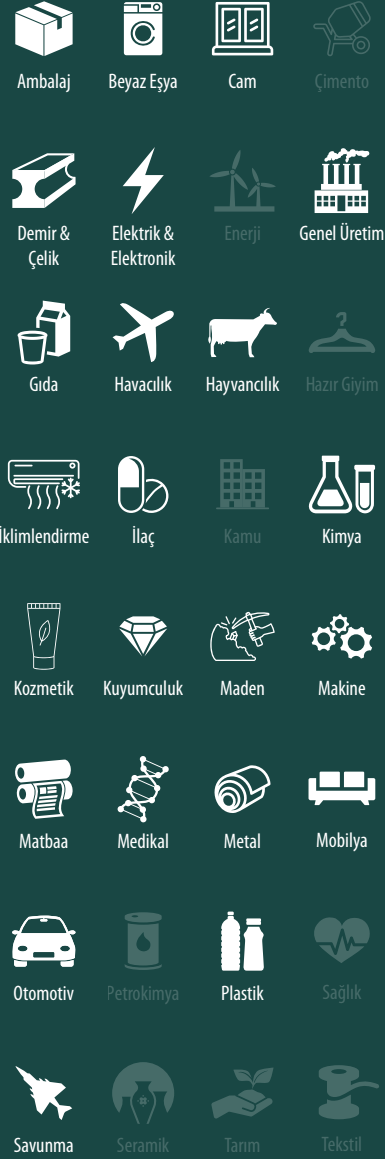 Ambalaj
Beyaz Eşya
Cam
Çimento
Demir &
Çelik
Elektrik &
Elektronik
Enerji
Genel Üretim
Gıda
Havacılık
Hayvancılık
Hazır Giyim
İklimlendirme
İlaç
Kamu
Kimya
Kozmetik
Kuyumculuk
Maden
Makine
Matbaa
Medikal
Metal
Mobilya
Otomotiv
Petrokimya
Plastik
Sağlık
Savunma
Seramik
Tarım
Tekstil